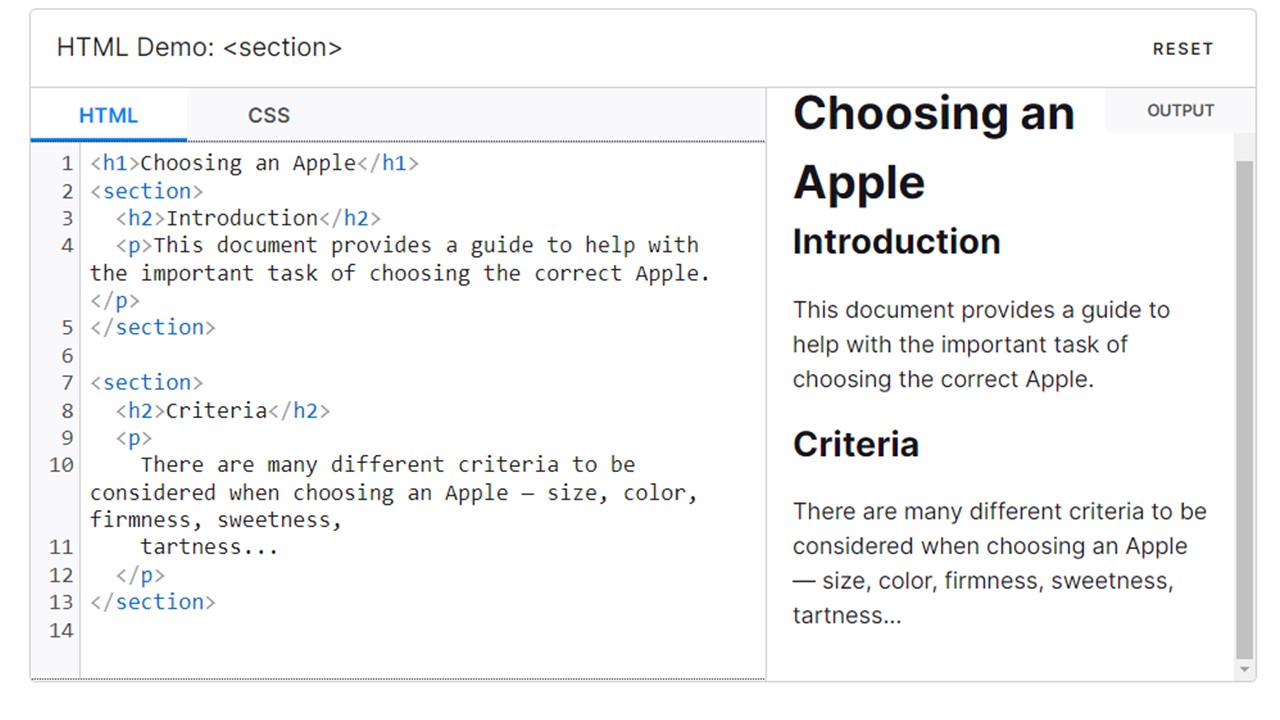 HTML Demo: <section>
RESET
HTML
CSS
1 <h1>Choosing an Apple</h1>
2 <section>
3 <h2>Introduction</h2>
4 <p>This document provides a guide to help with
the important task of choosing the correct Apple.
</p>
5 </section>
6
7 <section>
8 <h2>Criteria</h2>
9 <p>
10 There are many different criteria to be
considered when choosing an Apple — size, color,
firmness, sweetness,
11 tartness...
12 </p>
13 </section>
14
OUTPUT
Choosing an
Apple
Introduction
This document provides a guide to
help with the important task of
choosing the correct Apple.
Criteria
There are many different criteria to be
considered when choosing an Apple
— size, color, firmness, sweetness,
tartness...